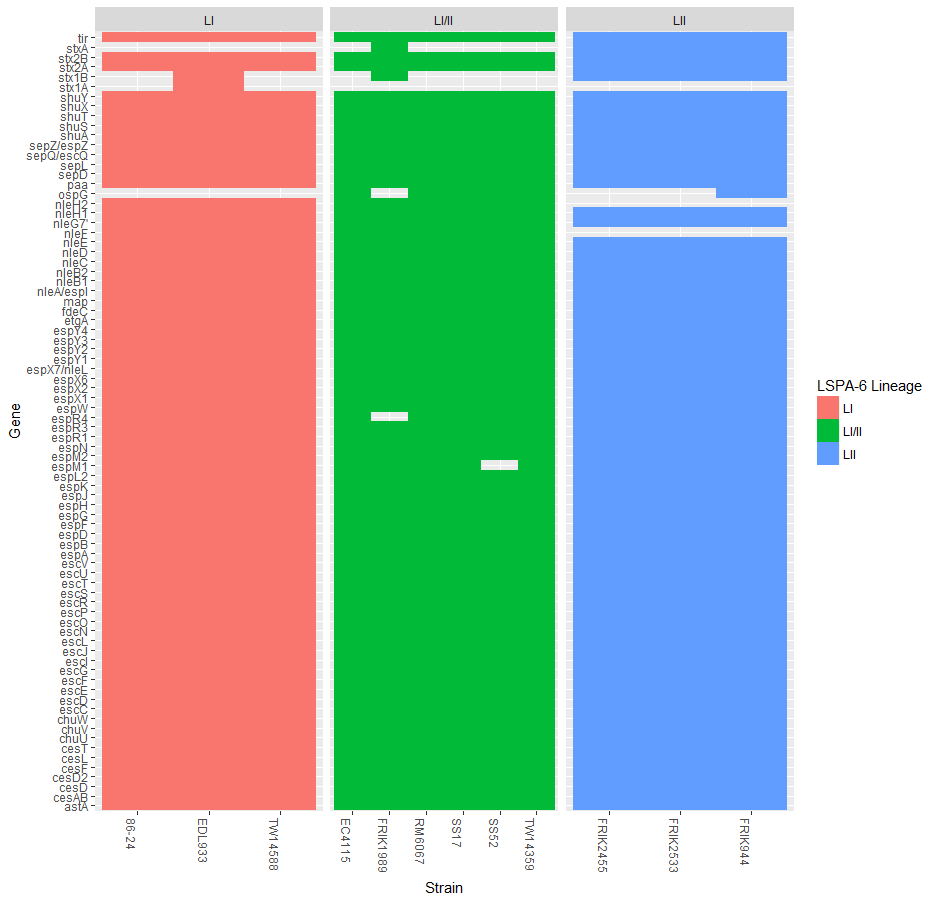 LI
LI/II
LII
tir
stxA
stx2B
stx2A
stx1B
stx1A
shuY
shuX
shuT
shuS
shuA
sepZ/espZ
sepQ/escQ
sepL
sepD
paa
ospG
nleH2
nleH1
nleG7'
nleF
nleE
nleD
nleC
nleB2
nleB1
nleA/espI
map
fdeC
etgA
espY4
espY3
espY2
espY1
espX7/nleL
espX6
espX2
espX1
espW
espR4
espR3
espR1
espN
espM2
espM1
espL2
espK
espJ
espH
espG
espF
espD
espB
espA
escV
escU
escT
escS
escR
escP
escO
escN
escL
escJ
escI
escG
escF
escE
escD
escC
chuW
chuV
chuU
cesT
cesL
cesF
cesD2
cesD
cesAB
astA
Gene
86-24
EDL933
TW14588
EC4115
FRIK1989
RM6067
SS17
SS52
TW14359
FRIK2455
FRIK2533
FRIK944
Strain
LSPA-6 Lineage
LI
LI/II
LII